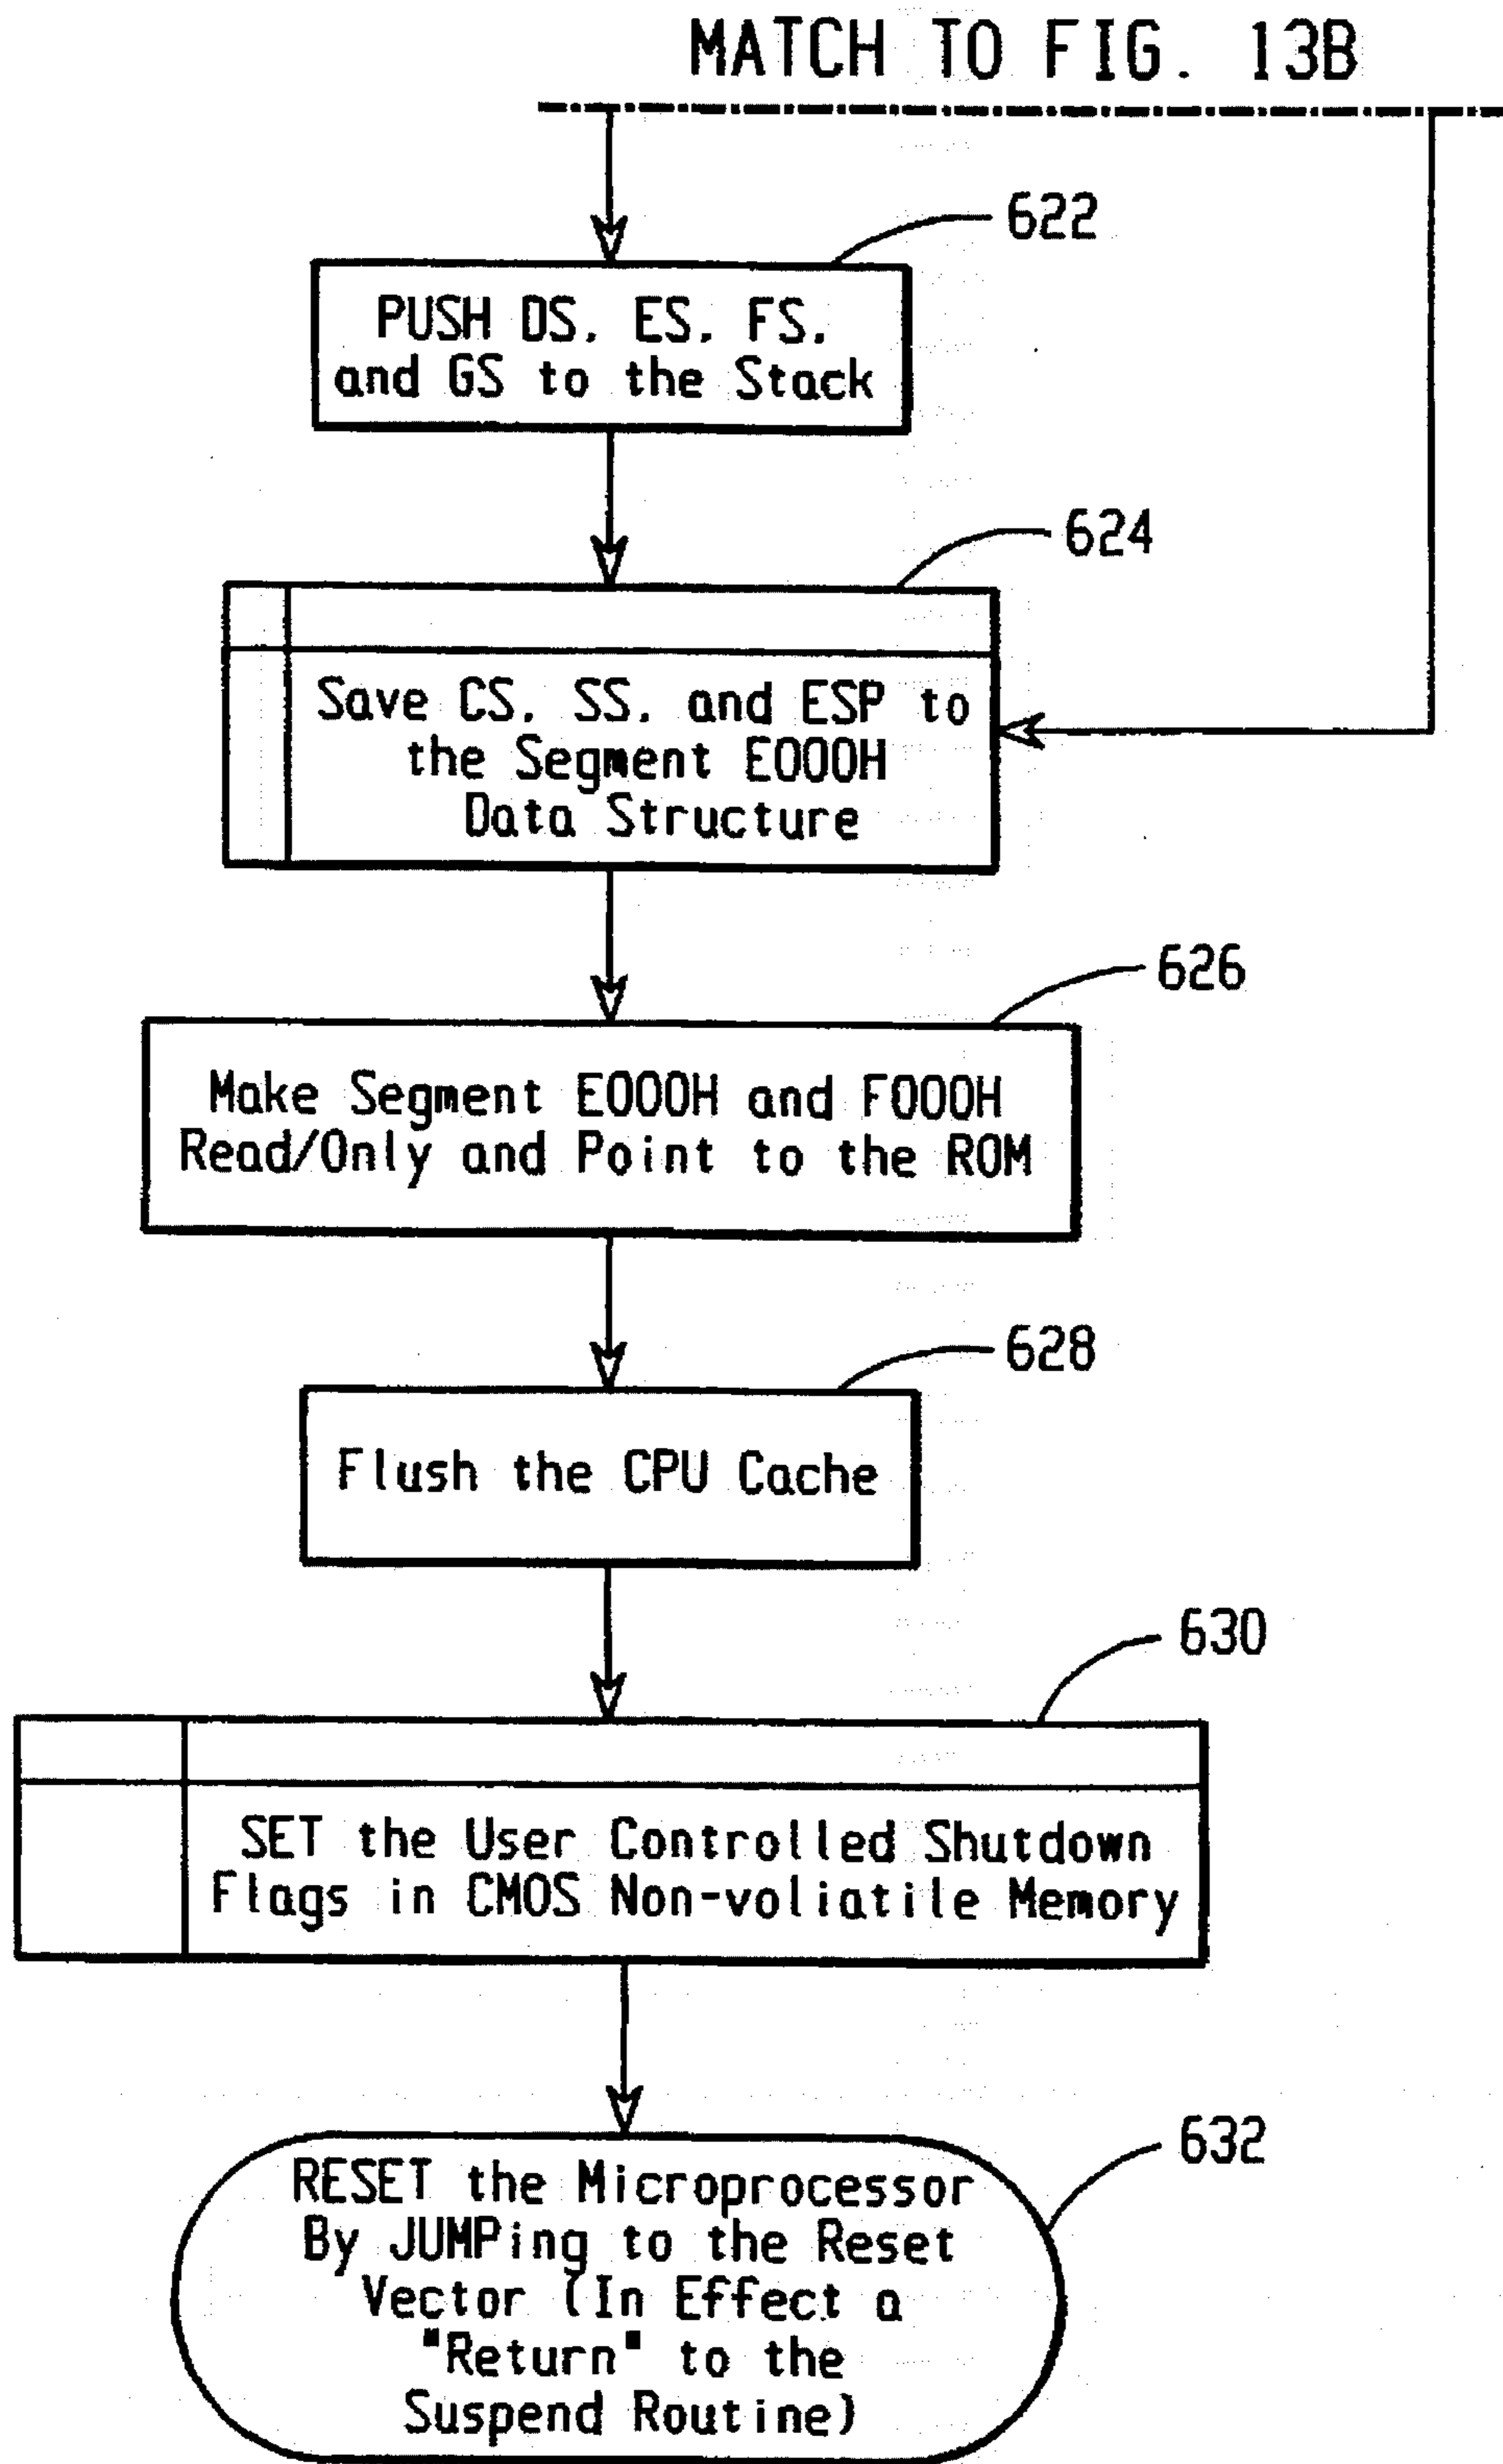 MATCH TO FIG. 13B
622
PUSH DS, ES, FS,
and GS to the Stack
624
Save CS, SS, and ESP to
the Segment E000H
Data Structure
626
Make Segment E000H and F000H
Read/Only and Point to the ROM
628
Flush the CPU Cache
630
SET the User Controlled Shutdown
Flags in CMOS Non-voliatile Memory
632
RESET the Microprocessor
By JUMPing to the Reset
Vector (In Effect a
"Return" to the
Suspend Routine)